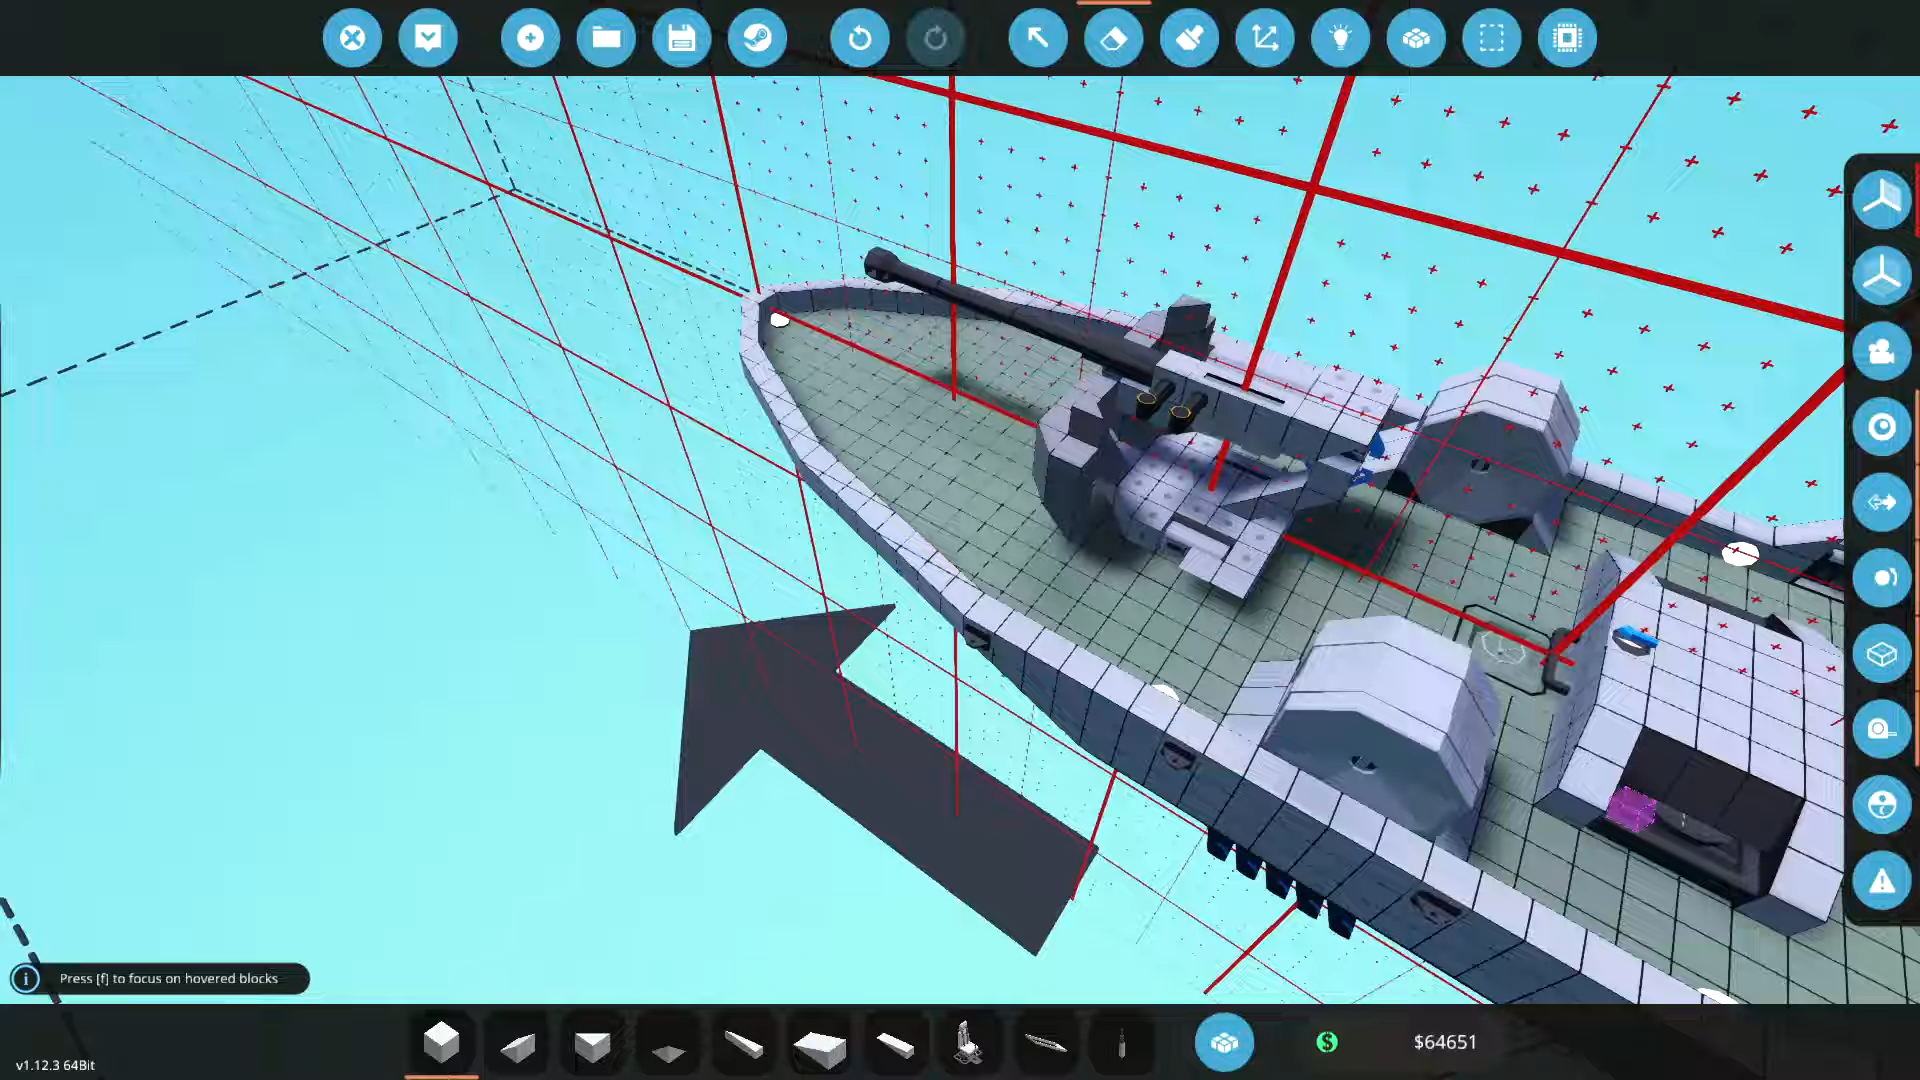 Press [f] to focus on hovered blocks
$ $64651
v1.12.3 64Bit